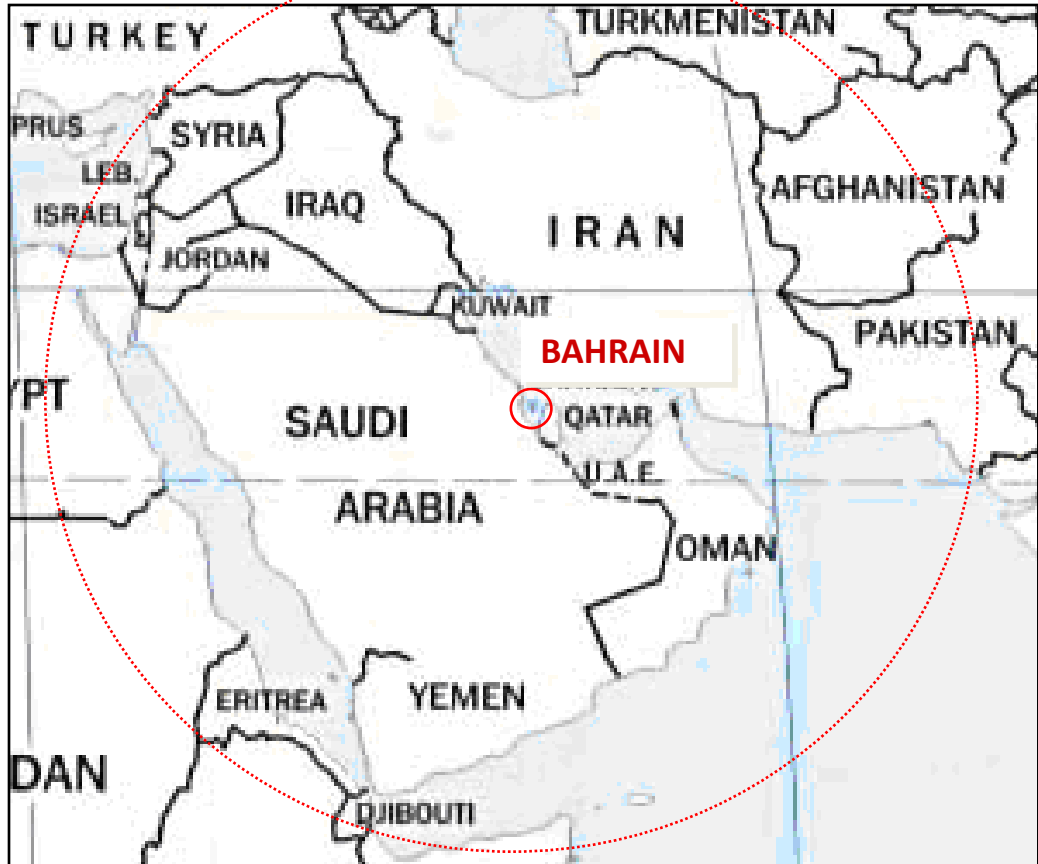 TURKEY
TURKMENISTAN
PRUS
SYRIA
LEB.
ISRAEL
IRAQ
AFGHANISTAN
IRAN
JORDAN
KUWAIT
PAKISTAN
BAHRAIN
YPT
SAUDI
QATAR
U.A.E.
ARABIA
OMAN
ERITREA
YEMEN
DAN
DJIBOUTI